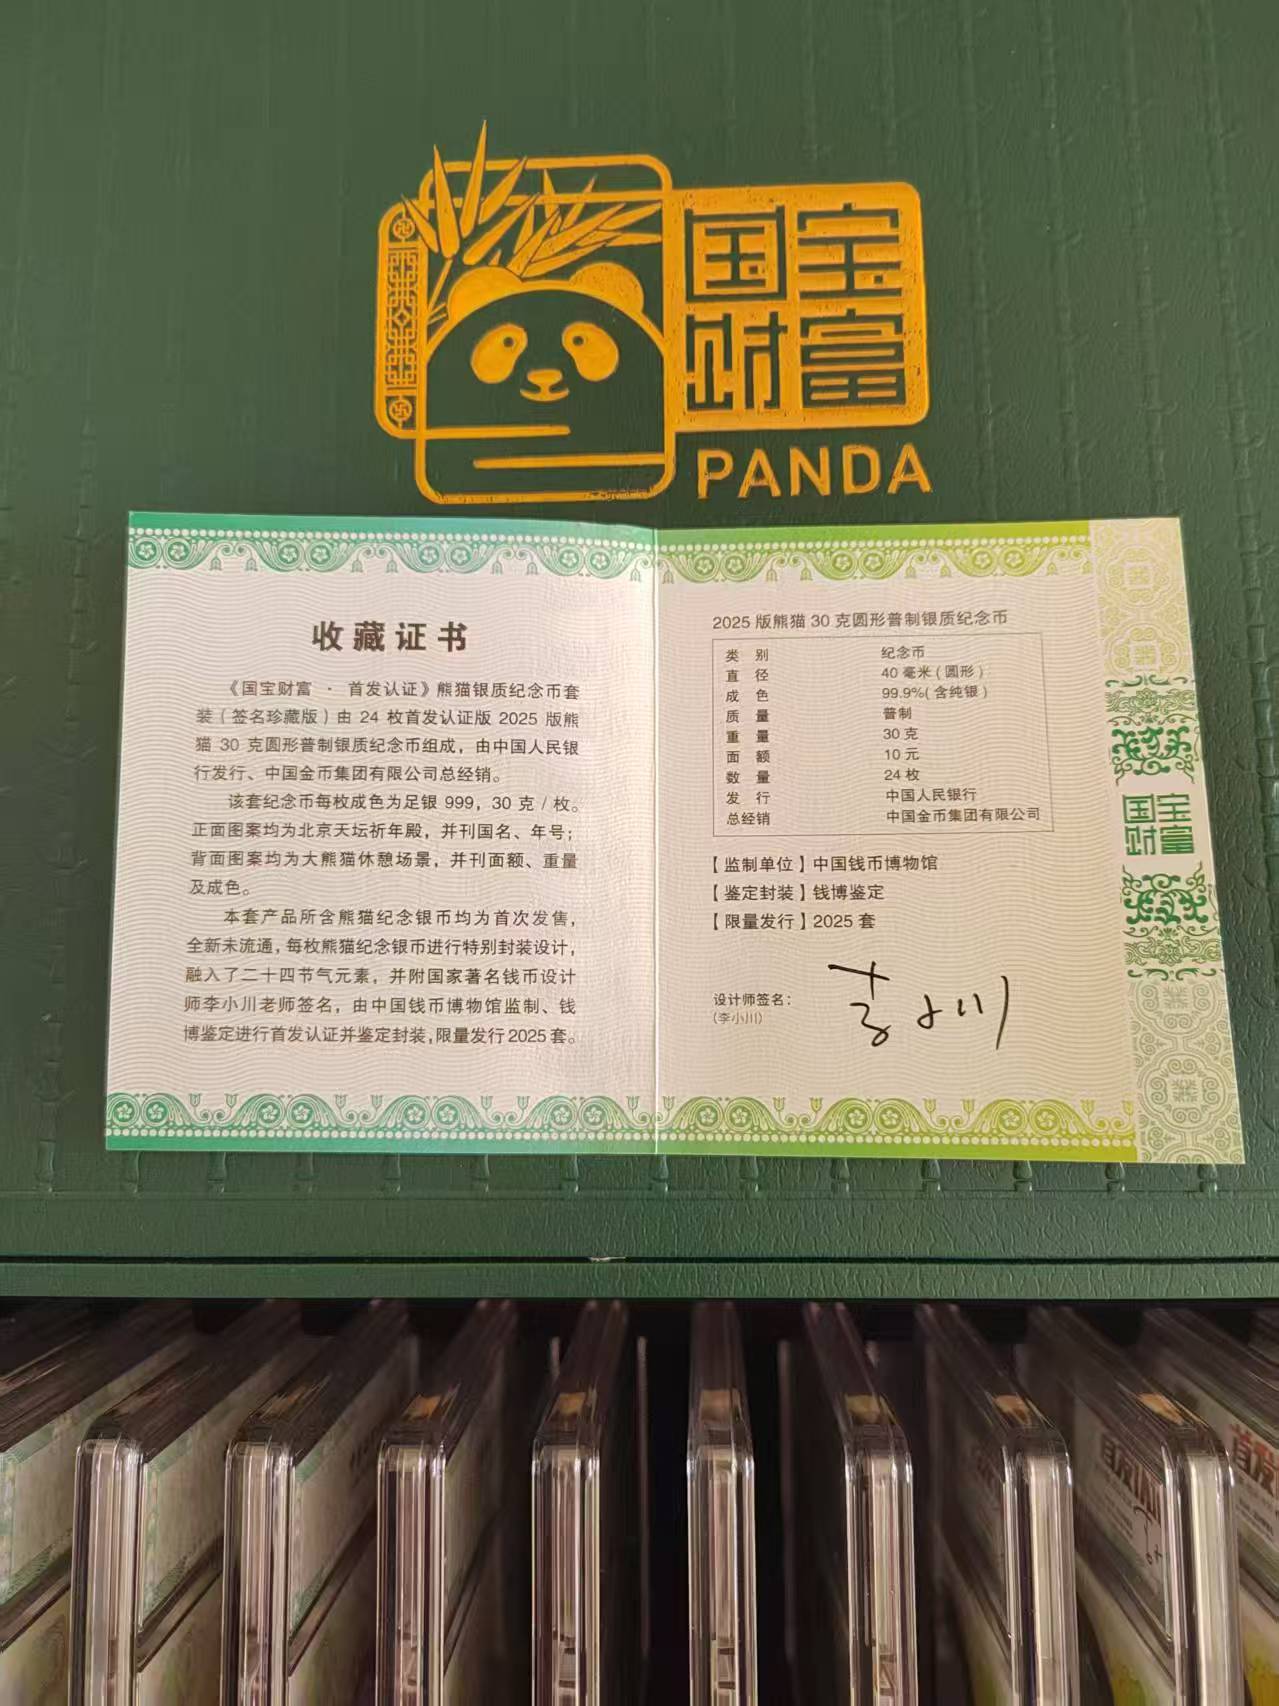 国宝
财富
PANDA
收藏证书
《国宝财富 · 首发认证》熊猫银质纪念币套
装(签名珍藏版)由 24 枚首发认证版 2025 版熊
猫 30 克圆形普制银质纪念币组成，由中国人民银
行发行、中国金币集团有限公司总经销。
该套纪念币每枚成色为足银 999，30 克 / 枚。
正面图案均为北京天坛祈年殿，并刊国名、年号；
背面图案均为大熊猫休憩场景，并刊面额、重量
及成色。
本套产品所含熊猫纪念银币均为首次发售，
全新未流通，每枚熊猫纪念银币进行特别封装设计，
融入了二十四节气元素，并附国家著名钱币设计
师李小川老师签名，由中国钱币博物馆监制、钱
博鉴定进行首发认证并鉴定封装，限量发行2025套。
2025 版熊猫 30 克圆形普制银质纪念币
类 别 纪念币
直 径 40 毫米（圆形）
成 色 99.9%(含纯银)
质 量 普制
重 量 30 克
面 额 10 元
数 量 24 枚
发 行 中国人民银行
总经销 中国金币集团有限公司
【监制单位】中国钱币博物馆
【鉴定封装】钱博鉴定
【限量发行】2025 套
设计师签名：
(李小川)
李小川
国宝
财富
首发